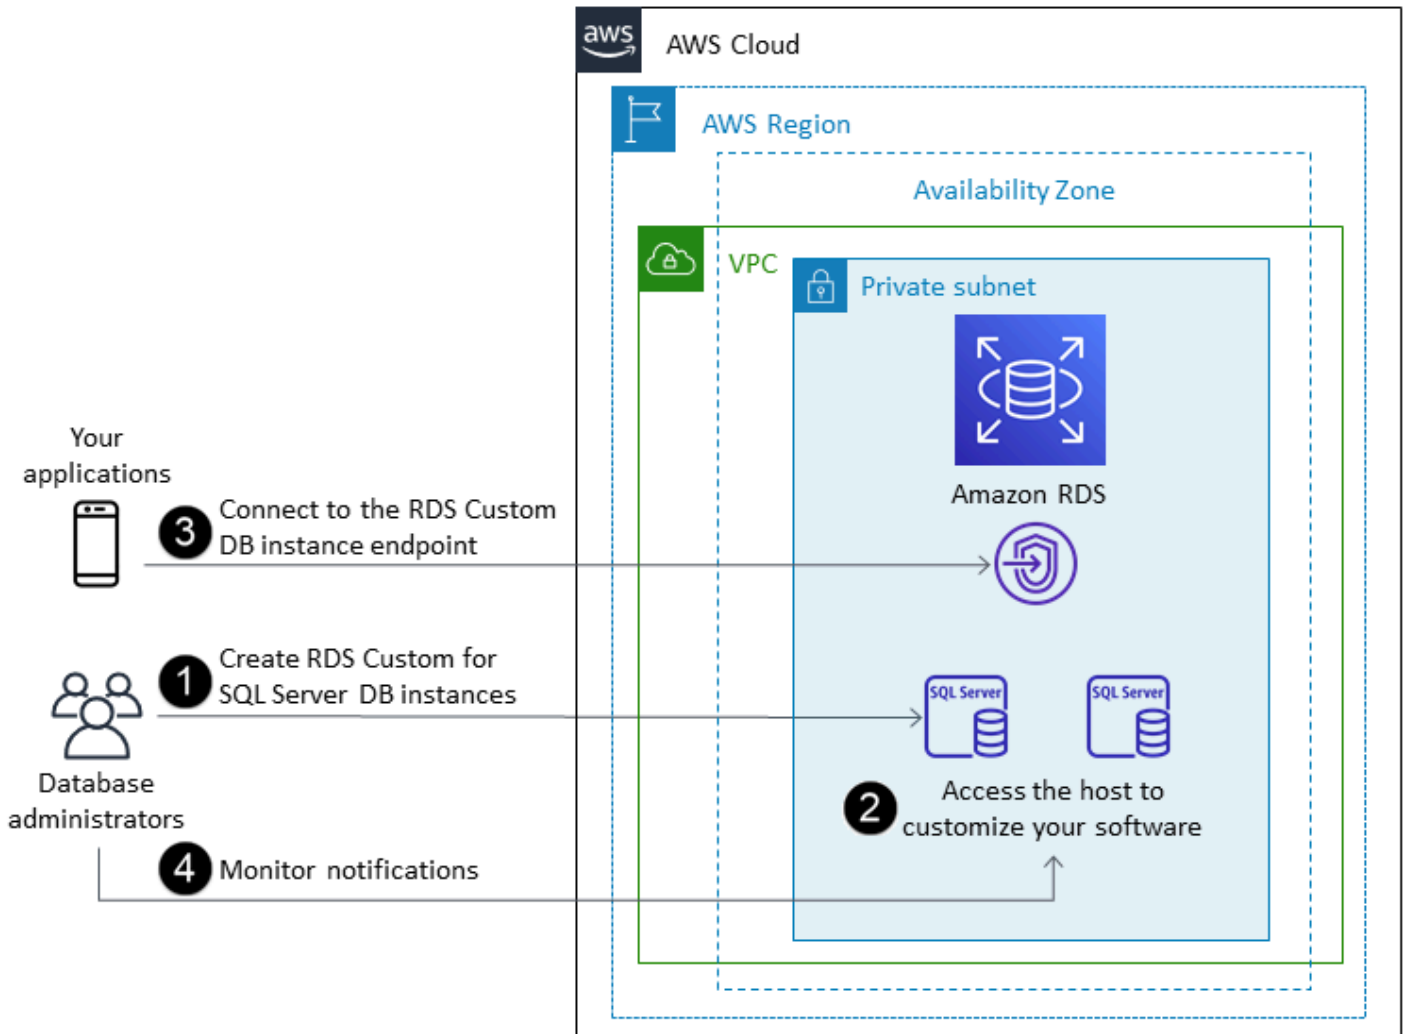 aws
AWS Cloud
AWS Region
Availability Zone
VPC
Private subnet
Amazon RDS
Your
applications
3
Connect to the RDS Custom
DB instance endpoint
1
Create RDS Custom for
SQL Server DB instances
SQL Server
SQL Server
Database
administrators
2
Access the host to
customize your software
4
Monitor notifications